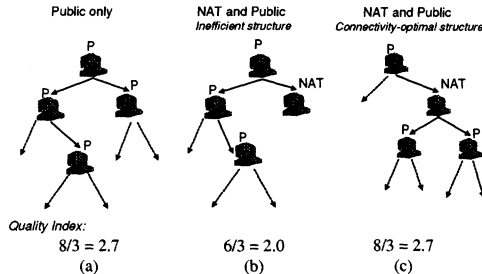 Public only
NAT and Public
Inefficient structure
NAT and Public
Connectivity-optimal structure
P
P
P
P
P
NAT
P
P
P
NAT
P
P
Quality Index:
8/3 = 2.7
6/3 = 2.0
8/3 = 2.7
(a)
(b)
(c)